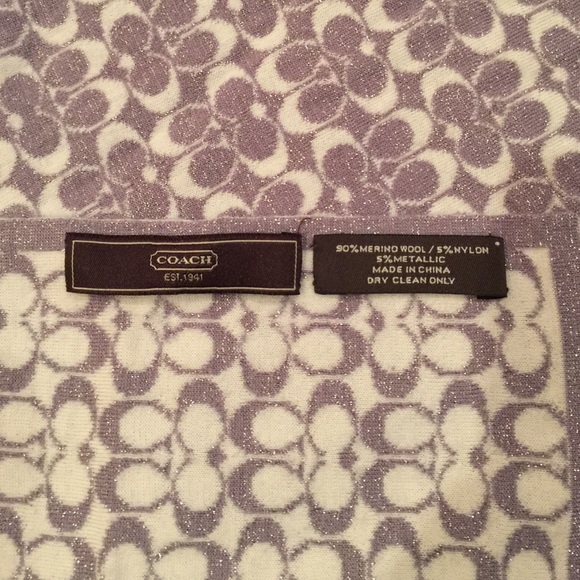 COACH
EST. 1941
90% MERINO WOOL / 5% NYLON
5% METALLIC
MADE IN CHINA
DRY CLEAN ONLY